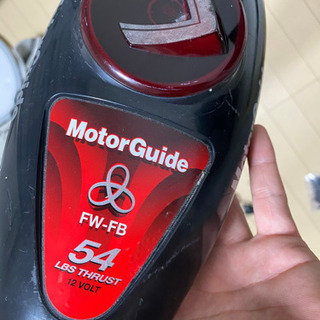 MotorGuide
FW-FB
54
LBS THRUST
12 VOLT